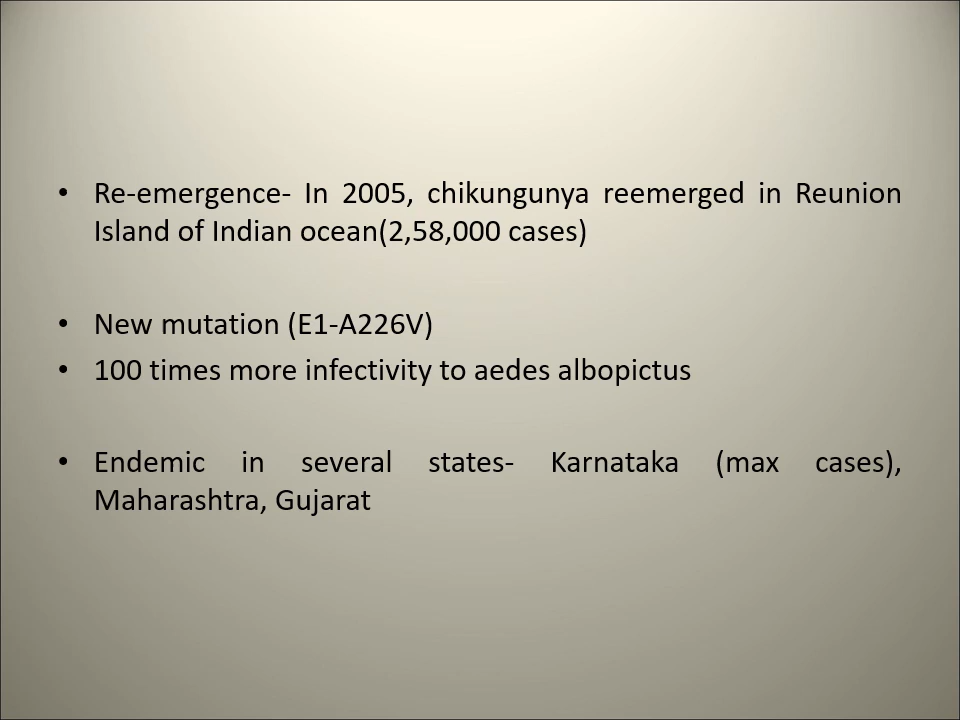 • Re-emergence- In 2005, chikungunya reemerged in Reunion
Island of Indian ocean(2,58,000 cases)
• New mutation (E1-A226V)
• 100 times more infectivity to aedes albopictus
• Endemic in several states- Karnataka (max cases),
Maharashtra, Gujarat